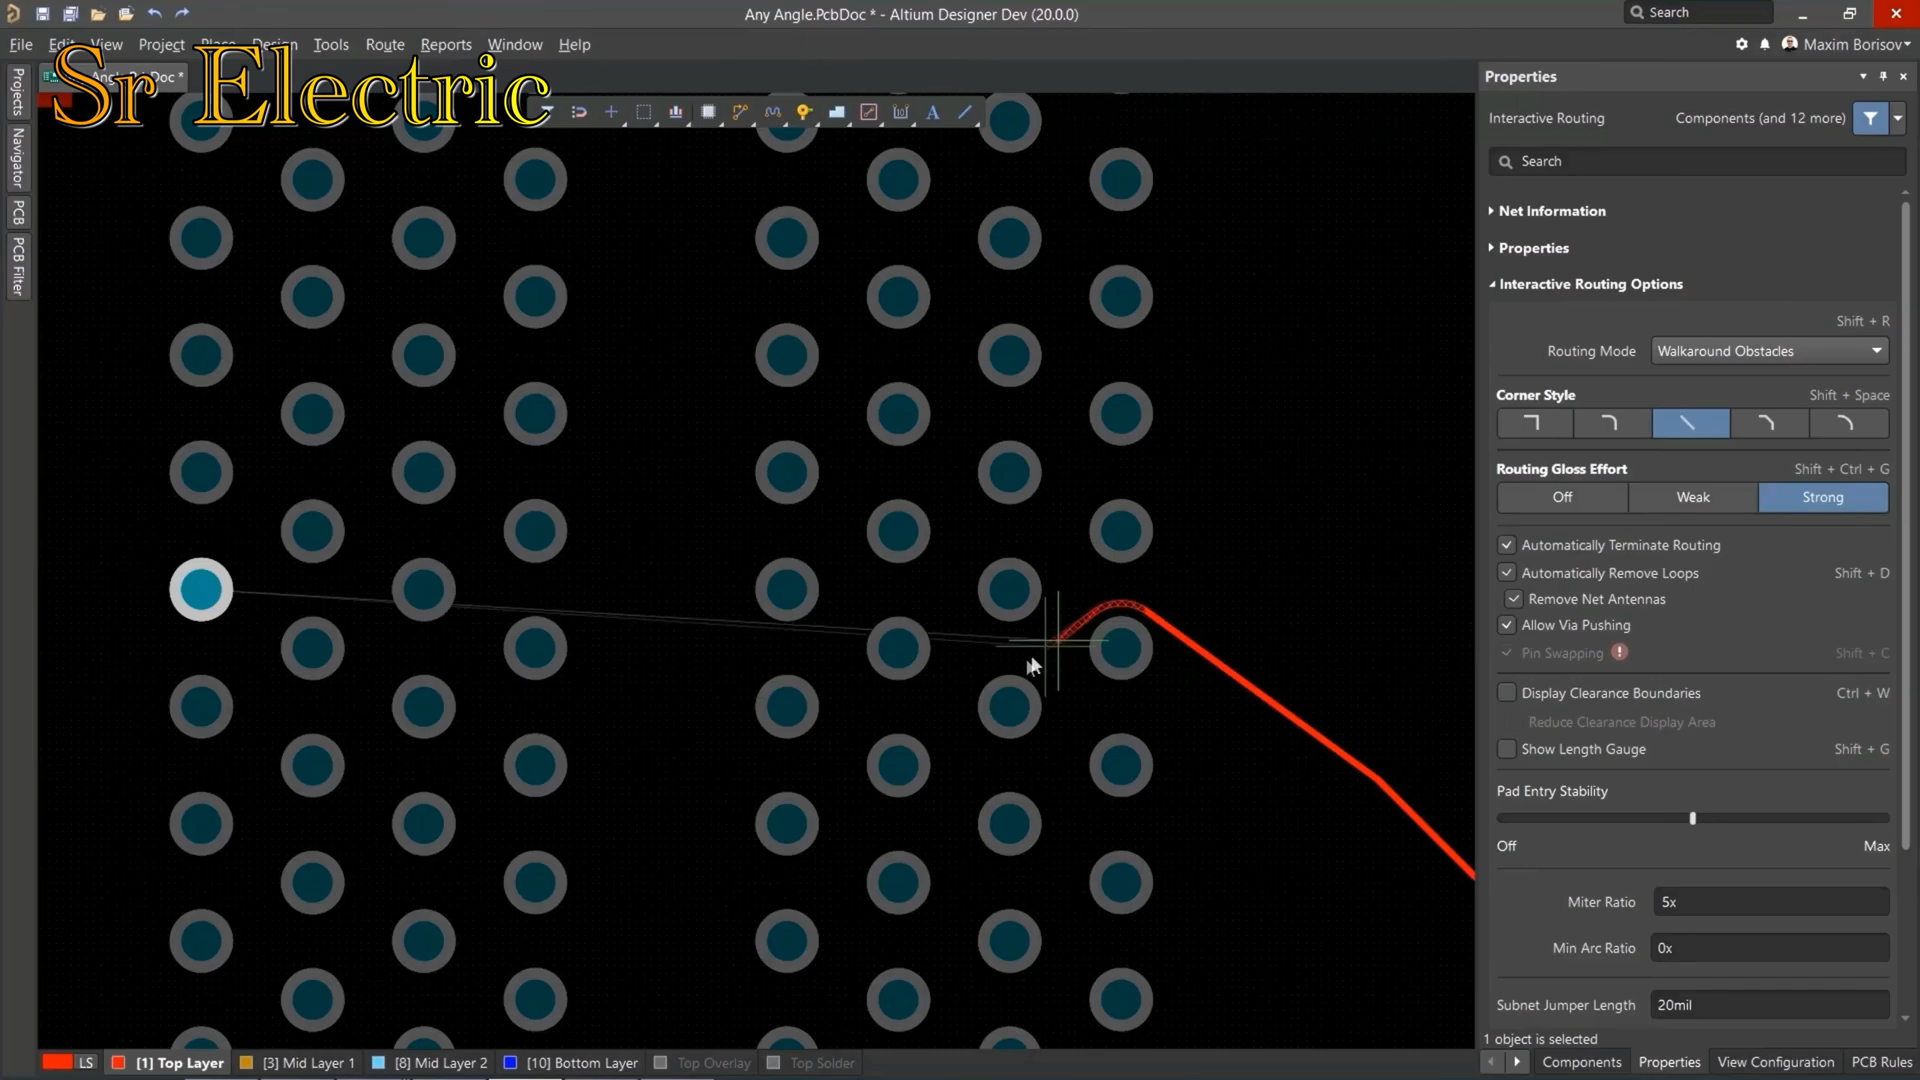 Any Angle.PcbDoc * - Altium Designer Dev (20.0.0)
Search
File Edit View Project Place Design Tools Route Reports Window Help
Maxim Borisov
Sr Electric
Projects
Navigator
PCB
PCB Filter
Properties
Interactive Routing Components (and 12 more)
Search
Net Information
Properties
Interactive Routing Options
Shift + R
Routing Mode Walkaround Obstacles
Corner Style Shift + Space
Routing Gloss Effort Shift + Ctrl + G
Off Weak Strong
Automatically Terminate Routing
Automatically Remove Loops Shift + D
Remove Net Antennas
Allow Via Pushing
Pin Swapping Shift + C
Display Clearance Boundaries Ctrl + W
Reduce Clearance Display Area
Show Length Gauge Shift + G
Pad Entry Stability
Off Max
Miter Ratio 5x
Min Arc Ratio 0x
Subnet Jumper Length 20mil
1 object is selected
LS [1] Top Layer [3] Mid Layer 1 [8] Mid Layer 2 [10] Bottom Layer Top Overlay Top Solder
Components Properties View Configuration PCB Rules